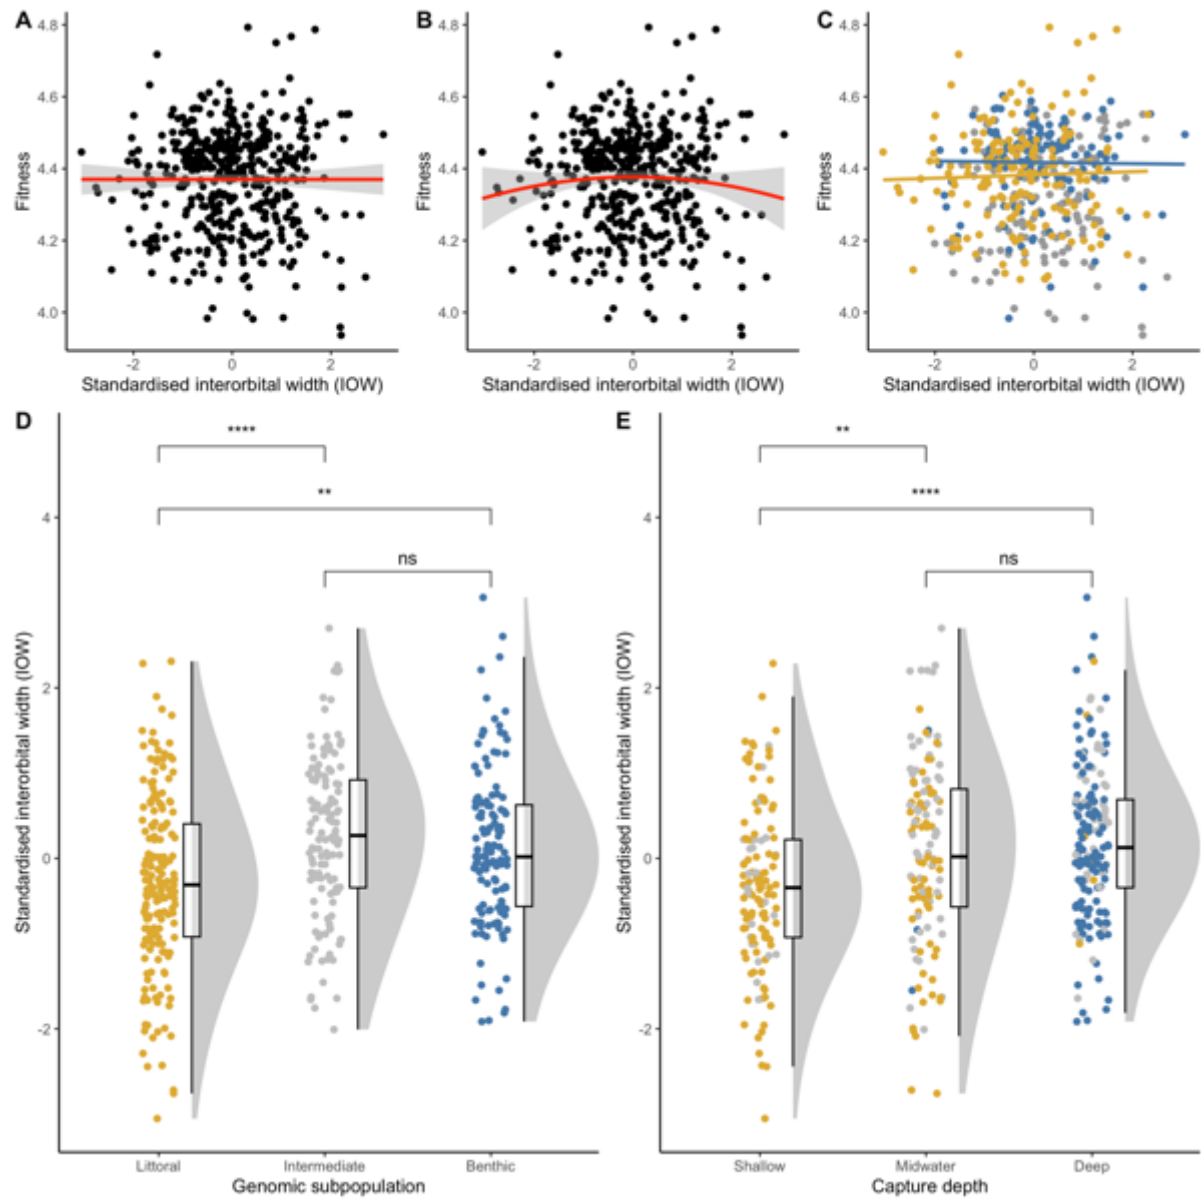 A
B
C
4.8
4.6
4.4
4.2
4.0
Fitness
-2
0
2
Standardised interorbital width (IOW)
4.8
4.6
4.4
4.2
4.0
Fitness
-2
0
2
Standardised interorbital width (IOW)
4.8
4.6
4.4
4.2
4.0
Fitness
-2
0
2
Standardised interorbital width (IOW)
D
****
**
ns
4
2
0
-2
Standardised interorbital width (IOW)
Littoral
Intermediate
Benthic
Genomic subpopulation
E
**
****
ns
4
2
0
-2
Standardised interorbital width (IOW)
Shallow
Midwater
Deep
Capture depth